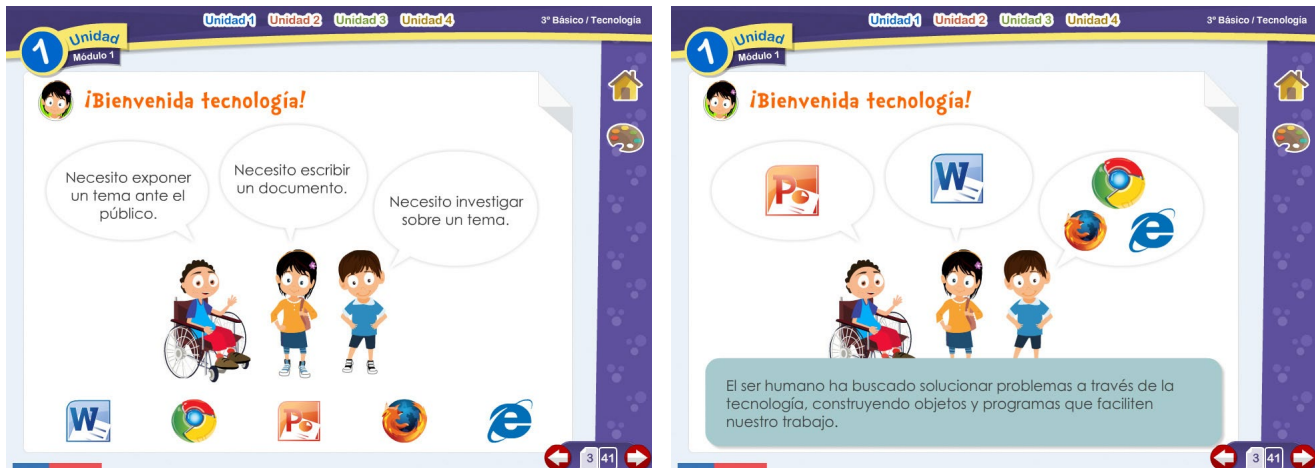 Unidad 1 Unidad 2 Unidad 3 Unidad 4
3º Básico / Tecnología
1 Unidad
Módulo 1
¡Bienvenida tecnología!
Necesito exponer
un tema ante el
público.
Necesito escribir
un documento.
Necesito investigar
sobre un tema.
3 41
Unidad 1 Unidad 2 Unidad 3 Unidad 4
3º Básico / Tecnología
1 Unidad
Módulo 1
¡Bienvenida tecnología!
El ser humano ha buscado solucionar problemas a través de la
tecnología, construyendo objetos y programas que faciliten
nuestro trabajo.
3 41